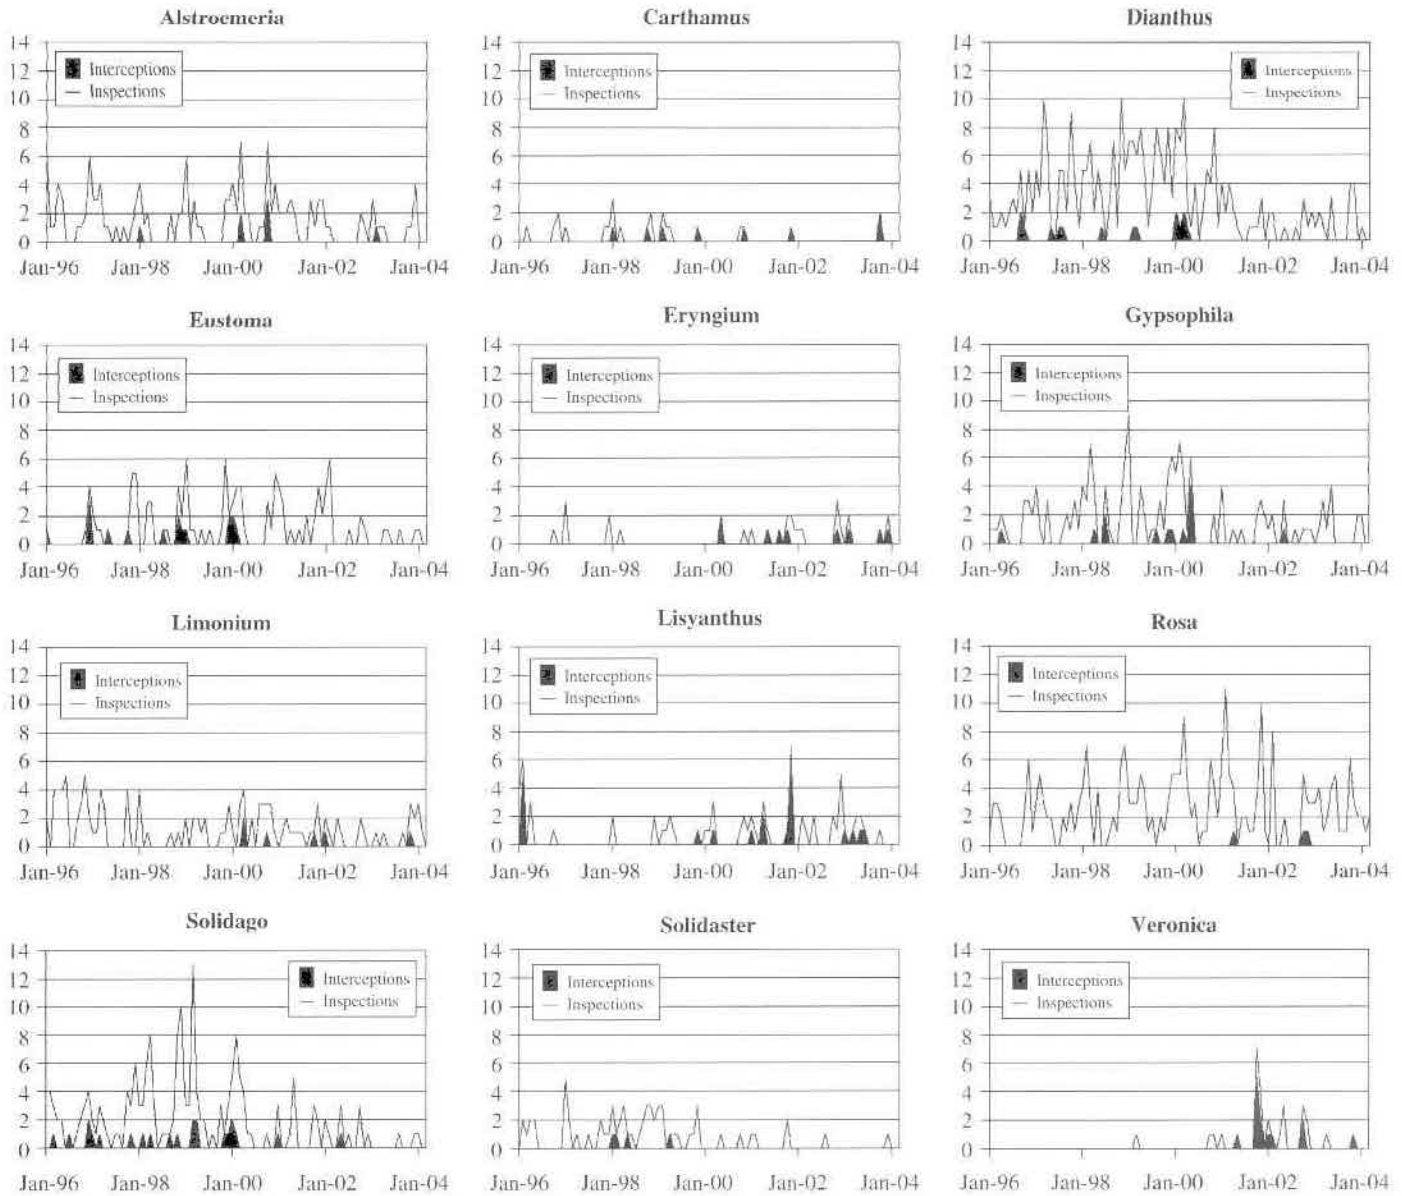 Alstroemeria
14
12
10
8
6
4
2
0
Interceptions
Inspections
Jan-96 Jan-98 Jan-00 Jan-02 Jan-04
Carthamus
14
12
10
8
6
4
2
0
Interceptions
Inspections
Jan-96 Jan-98 Jan-00 Jan-02 Jan-04
Dianthus
14
12
10
8
6
4
2
0
Interceptions
Inspections
Jan-96 Jan-98 Jan-00 Jan-02 Jan-04
Eustoma
14
12
10
8
6
4
2
0
Interceptions
Inspections
Jan-96 Jan-98 Jan-00 Jan-02 Jan-04
Eryngium
14
12
10
8
6
4
2
0
Interceptions
Inspections
Jan-96 Jan-98 Jan-00 Jan-02 Jan-04
Gypsophila
14
12
10
8
6
4
2
0
Interceptions
Inspections
Jan-96 Jan-98 Jan-00 Jan-02 Jan-04
Limonium
14
12
10
8
6
4
2
0
Interceptions
Inspections
Jan-96 Jan-98 Jan-00 Jan-02 Jan-04
Lisyanthus
14
12
10
8
6
4
2
0
Interceptions
Inspections
Jan-96 Jan-98 Jan-00 Jan-02 Jan-04
Rosa
14
12
10
8
6
4
2
0
Interceptions
Inspections
Jan-96 Jan-98 Jan-00 Jan-02 Jan-04
Solidago
14
12
10
8
6
4
2
0
Interceptions
Inspections
Jan-96 Jan-98 Jan-00 Jan-02 Jan-04
Solidaster
14
12
10
8
6
4
2
0
Interceptions
Inspections
Jan-96 Jan-98 Jan-00 Jan-02 Jan-04
Veronica
14
12
10
8
6
4
2
0
Interceptions
Inspections
Jan-96 Jan-98 Jan-00 Jan-02 Jan-04